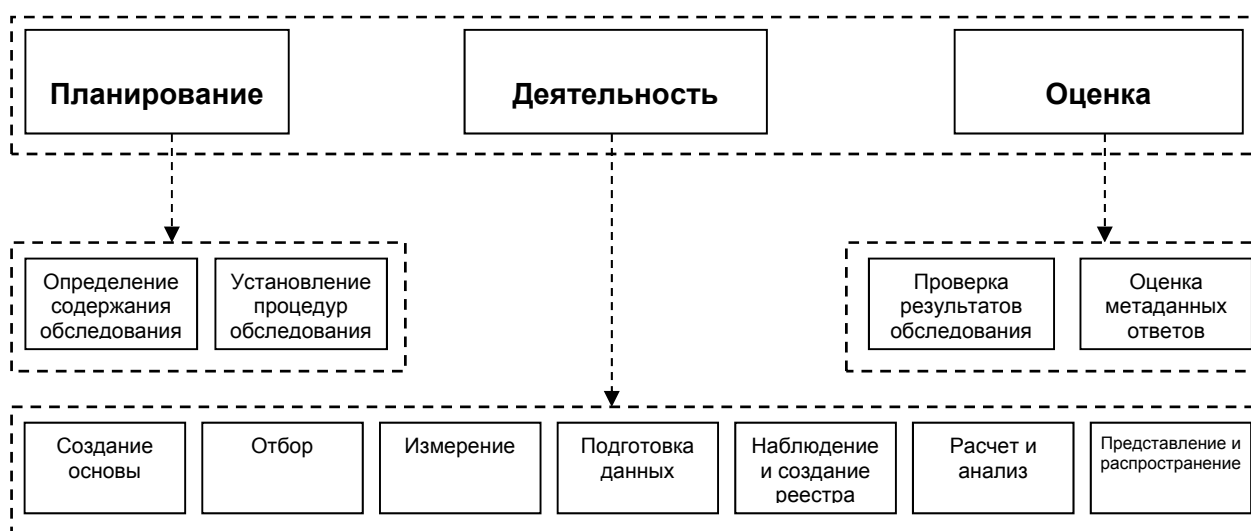 Планирование
Деятельность
Оценка
Определение
содержания
обследования
Установление
процедур
обследования
Проверка
результатов
обследования
Оценка
метаданных
ответов
Создание
основы
Отбор
Измерение
Подготовка
данных
Наблюдение
и создание
реестра
Расчет и
анализ
Представление и
распространение